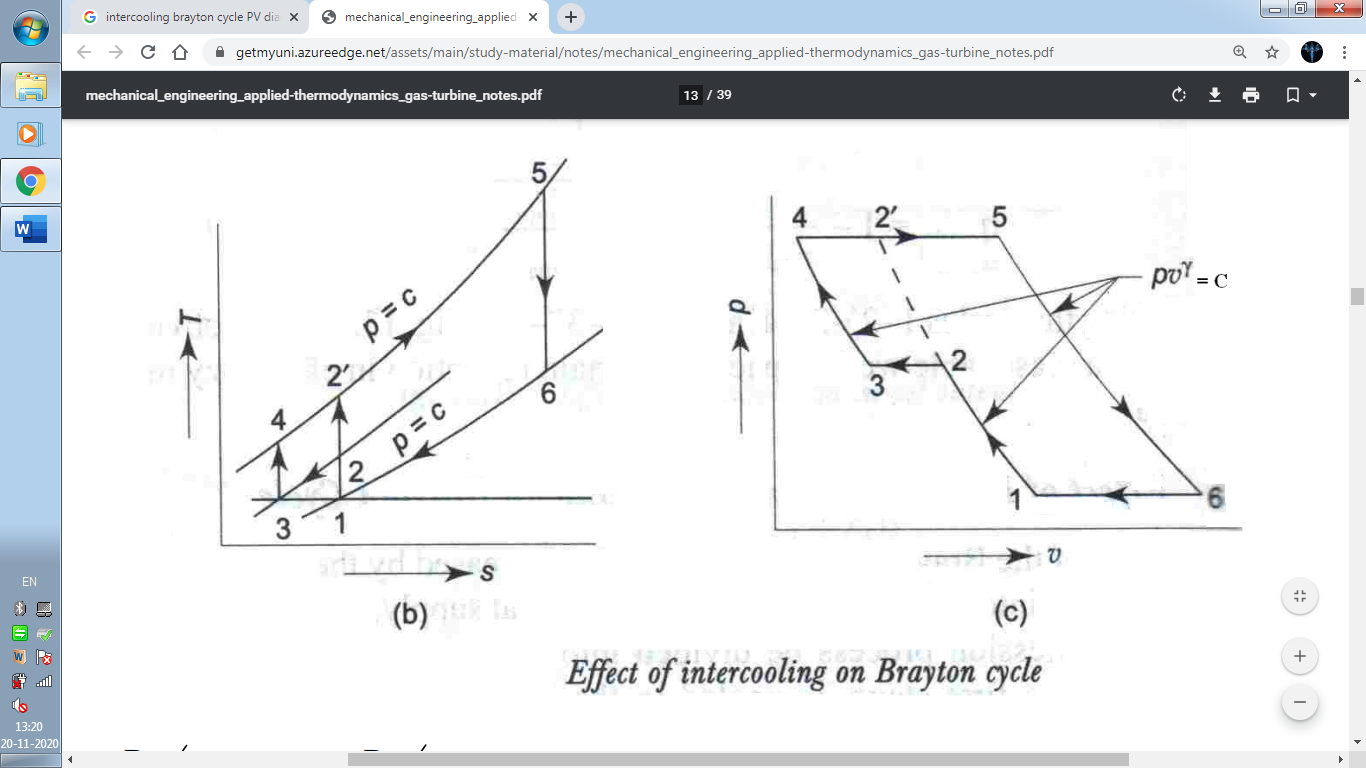 intercooling brayton cycle PV dia
mechanical_engineering_applied
getmyuni.azureedge.net/assets/main/study-material/notes/mechanical_engineering_applied-thermodynamics_gas-turbine_notes.pdf
mechanical_engineering_applied-thermodynamics_gas-turbine_notes.pdf
13 / 39
5
T
p = c
2′
4
p = c
6
2
3
1
s
(b)
4
2′
5
pvᵞ = C
p
2
3
1
6
v
(c)
Effect of intercooling on Brayton cycle
EN
13:20
20-11-2020